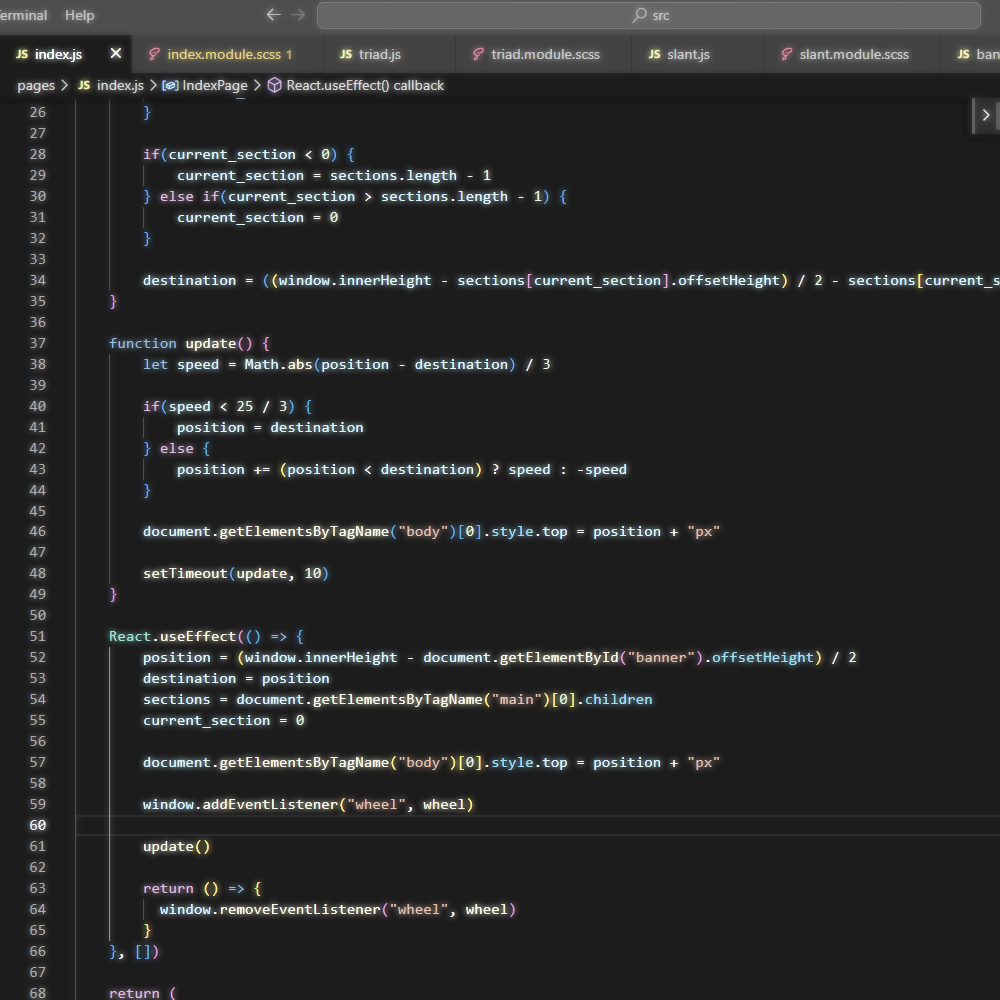 Terminal Help src
JS index.js index.module.scss 1 JS triad.js triad.module.scss JS slant.js slant.module.scss JS
pages > JS index.js > IndexPage > React.useEffect() callback
26 }
27
28 if(current_section < 0) {
29 current_section = sections.length - 1
30 } else if(current_section > sections.length - 1) {
31 current_section = 0
32 }
33
34 destination = ((window.innerHeight - sections[current_section].offsetHeight) / 2 - sections[current_s
35 }
36
37 function update() {
38 let speed = Math.abs(position - destination) / 3
39
40 if(speed < 25 / 3) {
41 position = destination
42 } else {
43 position += (position < destination) ? speed : -speed
44 }
45
46 document.getElementsByTagName("body")[0].style.top = position + "px"
47
48 setTimeout(update, 10)
49 }
50
51 React.useEffect(() => {
52 position = (window.innerHeight - document.getElementById("banner").offsetHeight) / 2
53 destination = position
54 sections = document.getElementsByTagName("main")[0].children
55 current_section = 0
56
57 document.getElementsByTagName("body")[0].style.top = position + "px"
58
59 window.addEventListener("wheel", wheel)
60
61 update()
62
63 return () => {
64 window.removeEventListener("wheel", wheel)
65 }
66 }, [])
67
68 return (